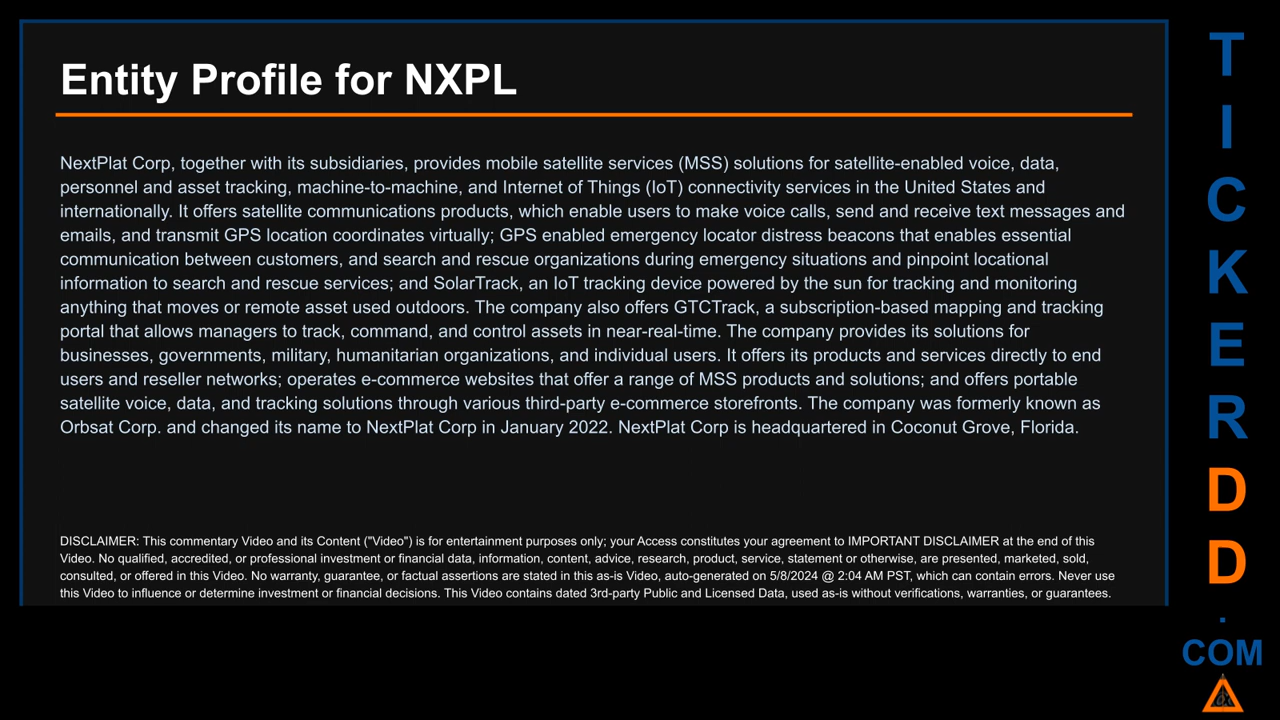 Entity Profile for NXPL
NextPlat Corp, together with its subsidiaries, provides mobile satellite services (MSS) solutions for satellite-enabled voice, data,
personnel and asset tracking, machine-to-machine, and Internet of Things (IoT) connectivity services in the United States and
internationally. It offers satellite communications products, which enable users to make voice calls, send and receive text messages and
emails, and transmit GPS location coordinates virtually; GPS enabled emergency locator distress beacons that enables essential
communication between customers, and search and rescue organizations during emergency situations and pinpoint locational
information to search and rescue services; and SolarTrack, an IoT tracking device powered by the sun for tracking and monitoring
anything that moves or remote asset used outdoors. The company also offers GTCTrack, a subscription-based mapping and tracking
portal that allows managers to track, command, and control assets in near-real-time. The company provides its solutions for
businesses, governments, military, humanitarian organizations, and individual users. It offers its products and services directly to end
users and reseller networks; operates e-commerce websites that offer a range of MSS products and solutions; and offers portable
satellite voice, data, and tracking solutions through various third-party e-commerce storefronts. The company was formerly known as
Orbsat Corp. and changed its name to NextPlat Corp in January 2022. NextPlat Corp is headquartered in Coconut Grove, Florida.
DISCLAIMER: This commentary Video and its Content ("Video") is for entertainment purposes only; your Access constitutes your agreement to IMPORTANT DISCLAIMER at the end of this
Video. No qualified, accredited, or professional investment or financial data, information, content, advice, research, product, service, statement or otherwise, are presented, marketed, sold,
consulted, or offered in this Video. No warranty, guarantee, or factual assertions are stated in this as-is Video, auto-generated on 5/8/2024 @ 2:04 AM PST, which can contain errors. Never use
this Video to influence or determine investment or financial decisions. This Video contains dated 3rd-party Public and Licensed Data, used as-is without verifications, warranties, or guarantees.
TICKERDD.COM